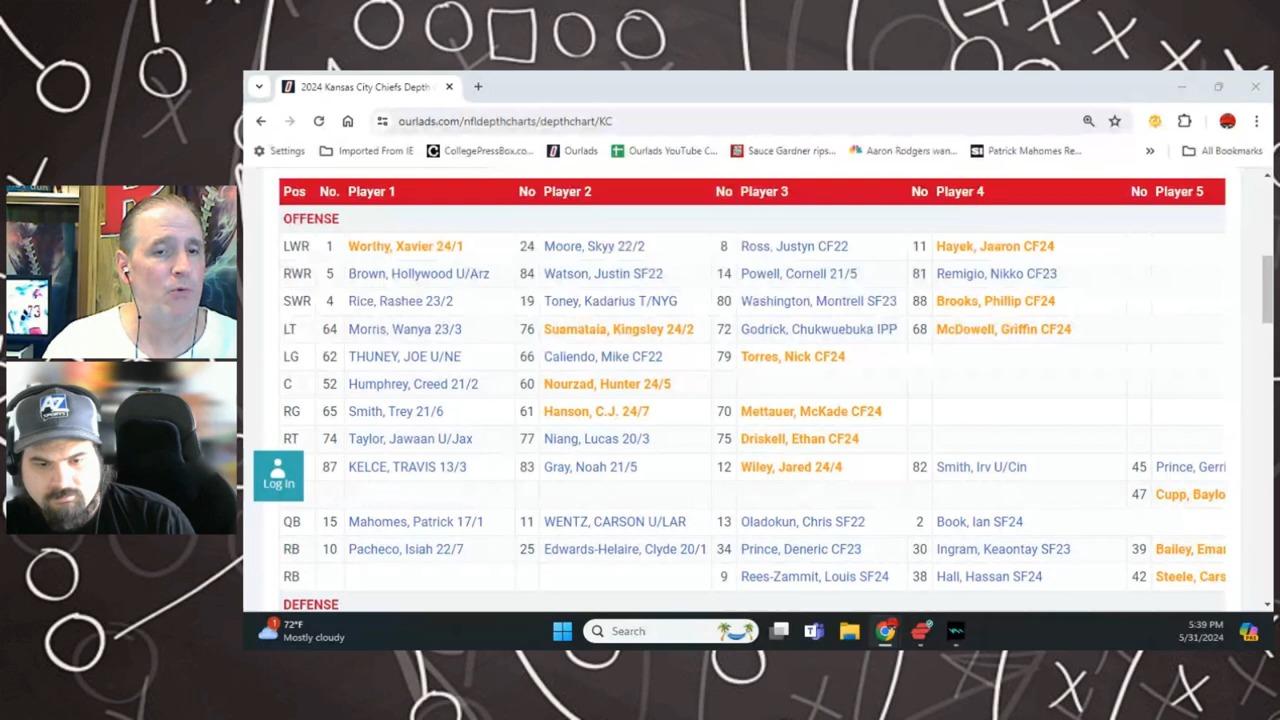 2024 Kansas City Chiefs Depth
ourlads.com/nfldepthcharts/depthchart/KC
Settings Imported From IE CollegePressBox.co... Ourlads Ourlads YouTube C... Sauce Gardner rips... Aaron Rodgers wan... Patrick Mahomes Re... » All Bookmarks
Pos No. Player 1 No Player 2 No Player 3 No Player 4 No Player 5
OFFENSE
LWR 1 Worthy, Xavier 24/1 24 Moore, Skyy 22/2 8 Ross, Justyn CF22 11 Hayek, Jaaron CF24
RWR 5 Brown, Hollywood U/Arz 84 Watson, Justin SF22 14 Powell, Cornell 21/5 81 Remigio, Nikko CF23
SWR 4 Rice, Rashee 23/2 19 Toney, Kadarius T/NYG 80 Washington, Montrell SF23 88 Brooks, Phillip CF24
LT 64 Morris, Wanya 23/3 76 Suamataia, Kingsley 24/2 72 Godrick, Chukwuebuka IPP 68 McDowell, Griffin CF24
LG 62 THUNEY, JOE U/NE 66 Caliendo, Mike CF22 79 Torres, Nick CF24
C 52 Humphrey, Creed 21/2 60 Nourzad, Hunter 24/5
RG 65 Smith, Trey 21/6 61 Hanson, C.J. 24/7 70 Mettauer, McKade CF24
RT 74 Taylor, Jawaan U/Jax 77 Niang, Lucas 20/3 75 Driskell, Ethan CF24
87 KELCE, TRAVIS 13/3 83 Gray, Noah 21/5 12 Wiley, Jared 24/4 82 Smith, Irv U/Cin 45 Prince, Gerri
47 Cupp, Baylo
Log In
QB 15 Mahomes, Patrick 17/1 11 WENTZ, CARSON U/LAR 13 Oladokun, Chris SF22 2 Book, Ian SF24
RB 10 Pacheco, Isiah 22/7 25 Edwards-Helaire, Clyde 20/1 34 Prince, Deneric CF23 30 Ingram, Keaontay SF23 39 Bailey, Emar
RB 9 Rees-Zammit, Louis SF24 38 Hall, Hassan SF24 42 Steele, Cars
DEFENSE
1 72°F
Mostly cloudy
Search
5:39 PM
5/31/2024
73
AZ